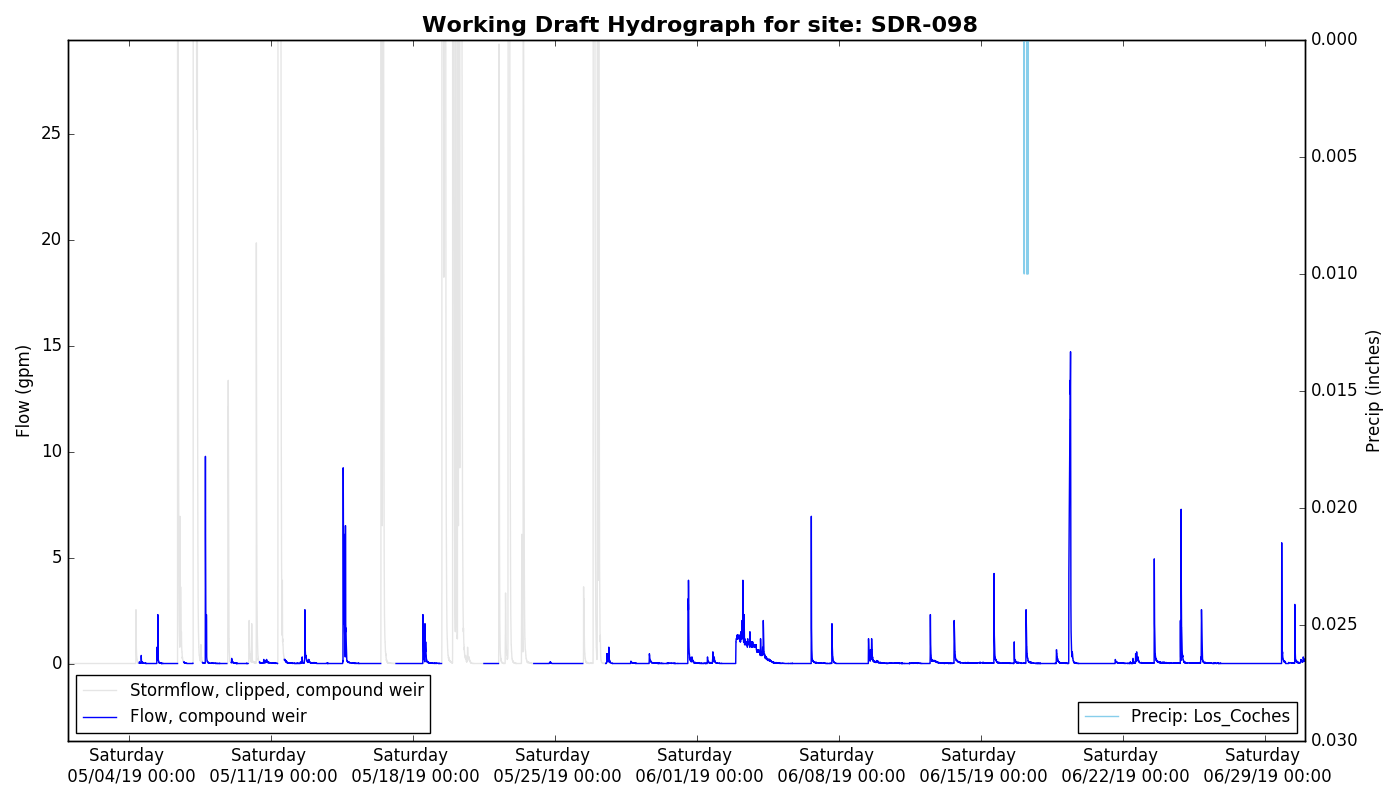 Working Draft Hydrograph for site: SDR-098
0.000
25
0.005
20
0.010
15
Flow (gpm)
Precip (inches)
0.015
10
0.020
5
0.025
0
Stormflow, clipped, compound weir
Flow, compound weir
Precip: Los_Coches
0.030
Saturday Saturday Saturday Saturday Saturday Saturday Saturday Saturday Saturday
05/04/19 00:00 05/11/19 00:00 05/18/19 00:00 05/25/19 00:00 06/01/19 00:00 06/08/19 00:00 06/15/19 00:00 06/22/19 00:00 06/29/19 00:00